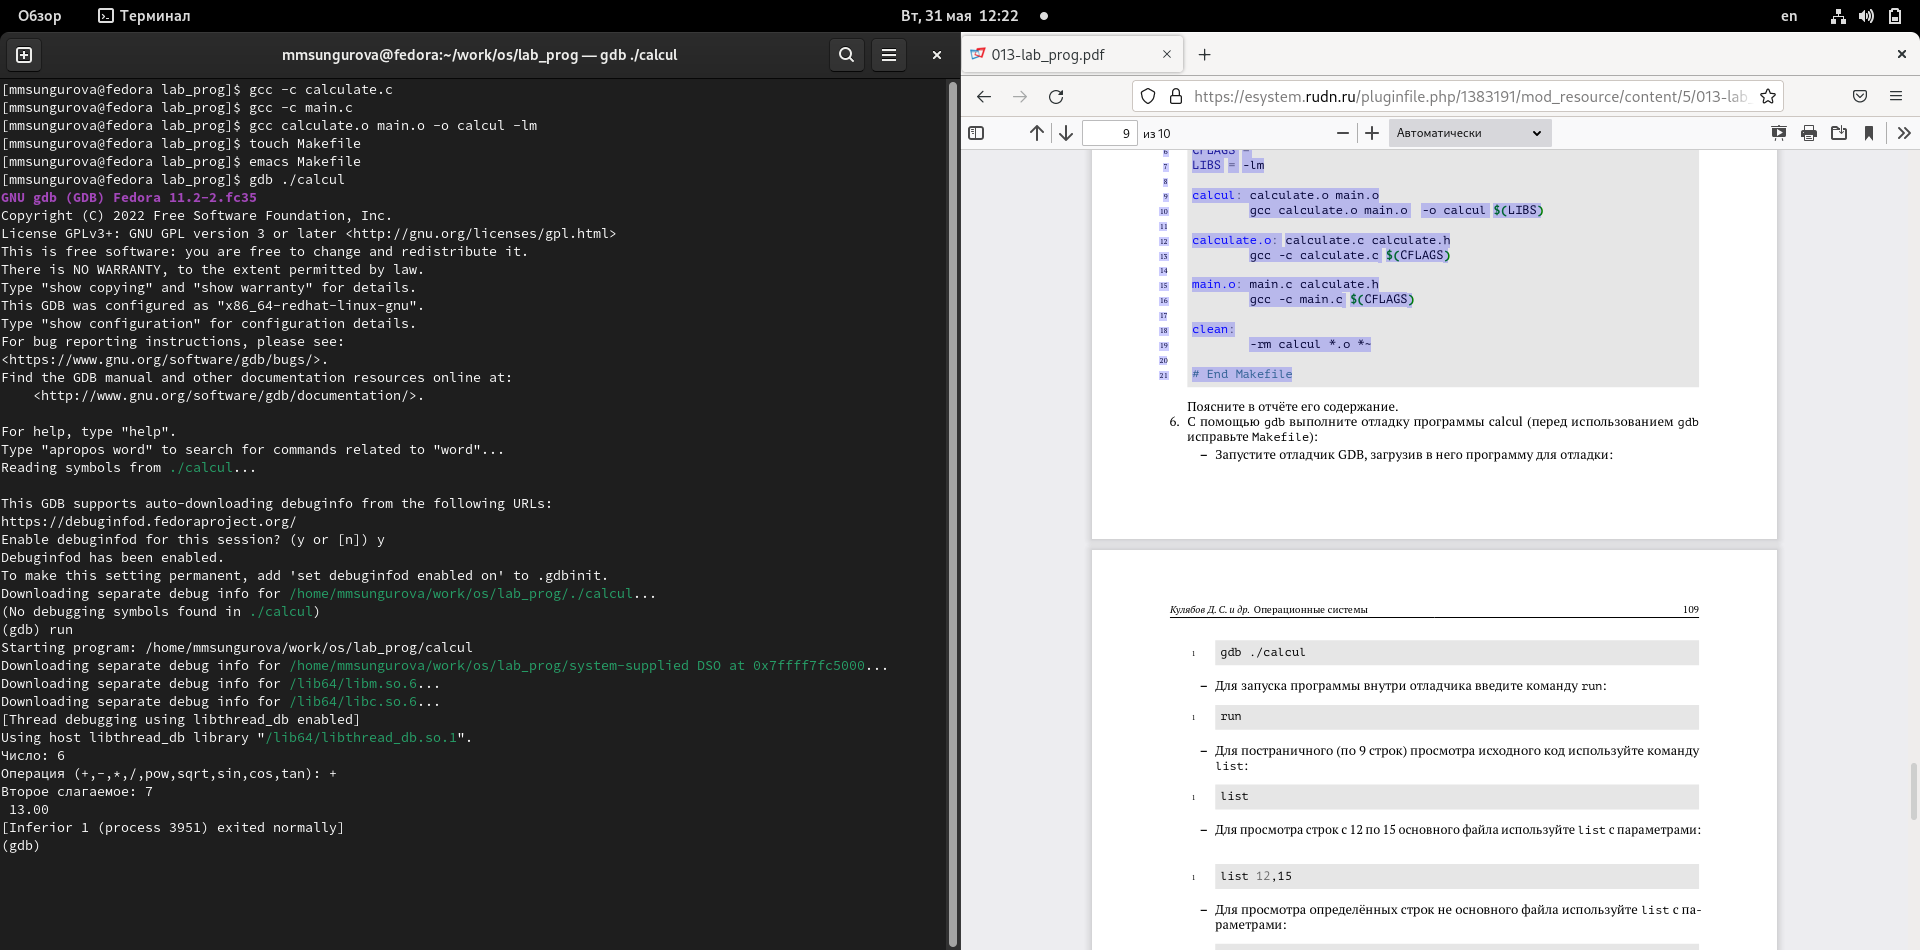 Обзор
Терминал
Вт, 31 мая 12:22
en
mmsungurova@fedora:~/work/os/lab_prog — gdb ./calcul
[mmsungurova@fedora lab_prog]$ gcc -c calculate.c
[mmsungurova@fedora lab_prog]$ gcc -c main.c
[mmsungurova@fedora lab_prog]$ gcc calculate.o main.o -o calcul -lm
[mmsungurova@fedora lab_prog]$ touch Makefile
[mmsungurova@fedora lab_prog]$ emacs Makefile
[mmsungurova@fedora lab_prog]$ gdb ./calcul
GNU gdb (GDB) Fedora 11.2-2.fc35
Copyright (C) 2022 Free Software Foundation, Inc.
License GPLv3+: GNU GPL version 3 or later <http://gnu.org/licenses/gpl.html>
This is free software: you are free to change and redistribute it.
There is NO WARRANTY, to the extent permitted by law.
Type "show copying" and "show warranty" for details.
This GDB was configured as "x86_64-redhat-linux-gnu".
Type "show configuration" for configuration details.
For bug reporting instructions, please see:
<https://www.gnu.org/software/gdb/bugs/>.
Find the GDB manual and other documentation resources online at:
    <http://www.gnu.org/software/gdb/documentation/>.
For help, type "help".
Type "apropos word" to search for commands related to "word"...
Reading symbols from ./calcul...
This GDB supports auto-downloading debuginfo from the following URLs:
https://debuginfod.fedoraproject.org/
Enable debuginfod for this session? (y or [n]) y
Debuginfod has been enabled.
To make this setting permanent, add 'set debuginfod enabled on' to .gdbinit.
Downloading separate debug info for /home/mmsungurova/work/os/lab_prog/./calcul...
(No debugging symbols found in ./calcul)
(gdb) run
Starting program: /home/mmsungurova/work/os/lab_prog/calcul
Downloading separate debug info for /home/mmsungurova/work/os/lab_prog/system-supplied DSO at 0x7ffff7fc5000...
Downloading separate debug info for /lib64/libm.so.6...
Downloading separate debug info for /lib64/libc.so.6...
[Thread debugging using libthread_db enabled]
Using host libthread_db library "/lib64/libthread_db.so.1".
Число: 6
Операция (+,-,*,/,pow,sqrt,sin,cos,tan): +
Второе слагаемое: 7
 13.00
[Inferior 1 (process 3951) exited normally]
(gdb)
013-lab_prog.pdf
https://esystem.rudn.ru/pluginfile.php/1383191/mod_resource/content/5/013-lab_
9 из 10
Автоматически
6 CFLAGS =
7 LIBS = -lm
8
9 calcul: calculate.o main.o
10 gcc calculate.o main.o -o calcul $(LIBS)
11
12 calculate.o: calculate.c calculate.h
13 gcc -c calculate.c $(CFLAGS)
14
15 main.o: main.c calculate.h
16 gcc -c main.c $(CFLAGS)
17
18 clean:
19 -rm calcul *.o *~
20
21 # End Makefile
Поясните в отчёте его содержание.
6. С помощью gdb выполните отладку программы calcul (перед использованием gdb
исправьте Makefile):
– Запустите отладчик GDB, загрузив в него программу для отладки:
Кулябов Д. С. и др. Операционные системы 109
1 gdb ./calcul
– Для запуска программы внутри отладчика введите команду run:
1 run
– Для постраничного (по 9 строк) просмотра исходного код используйте команду
list:
1 list
– Для просмотра строк с 12 по 15 основного файла используйте list с параметрами:
1 list 12,15
– Для просмотра определённых строк не основного файла используйте list с па-
раметрами: